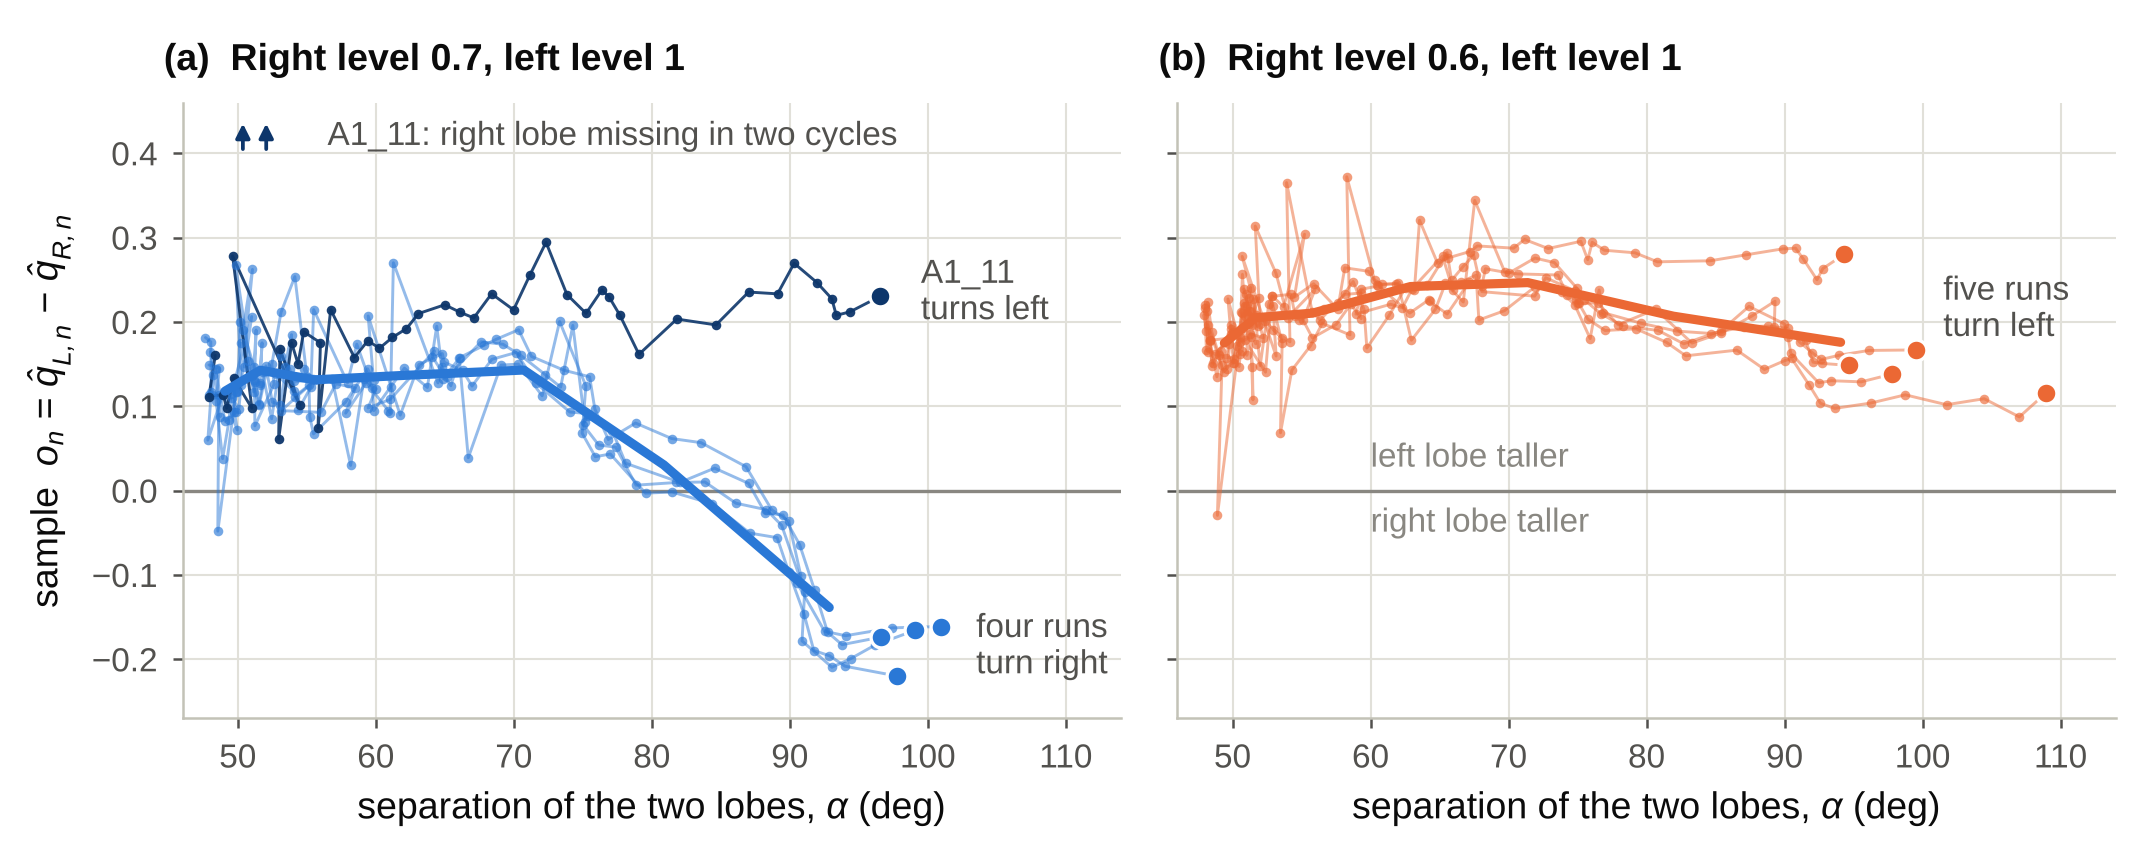 (a) Right level 0.7, left level 1
A1_11: right lobe missing in two cycles
A1_11
turns left
four runs
turn right
0.4
0.3
0.2
0.1
0.0
−0.1
−0.2
50 60 70 80 90 100 110
sample oₙ = q̂L, n − q̂R, n
separation of the two lobes, α (deg)
(b) Right level 0.6, left level 1
five runs
turn left
left lobe taller
right lobe taller
50 60 70 80 90 100 110
separation of the two lobes, α (deg)